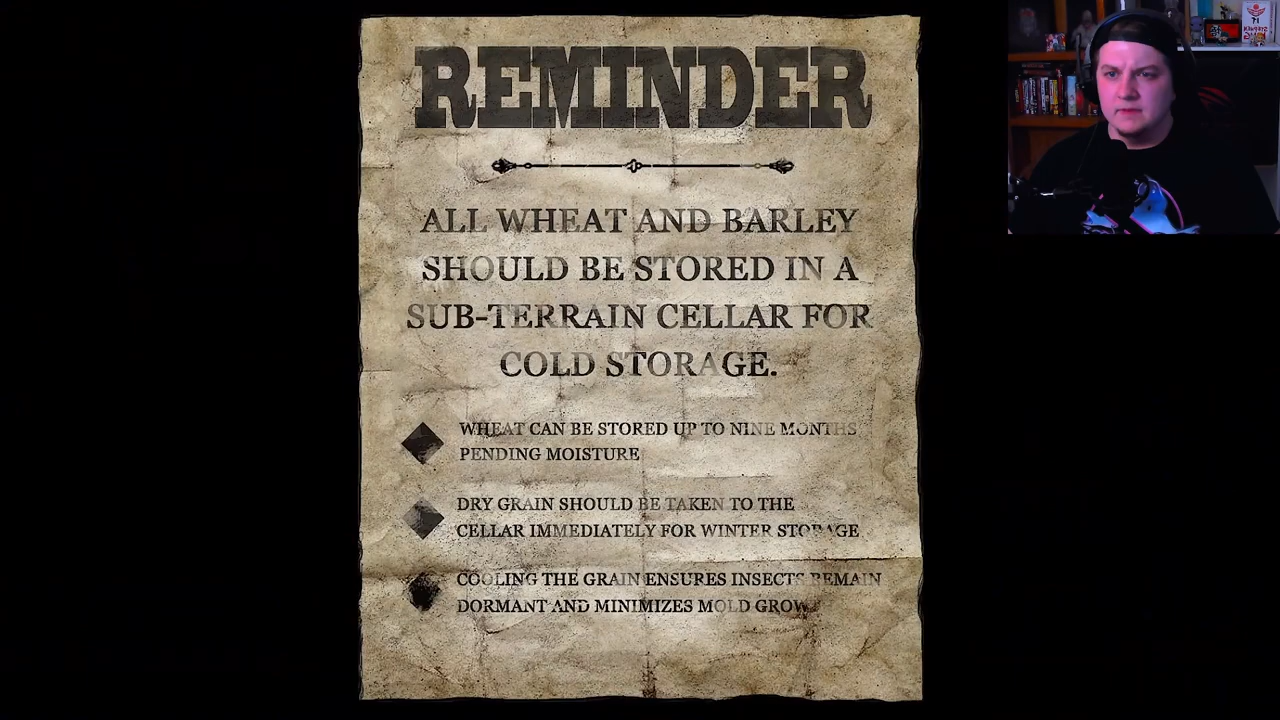 REMINDER
ALL WHEAT AND BARLEY
SHOULD BE STORED IN A
SUB-TERRAIN CELLAR FOR
COLD STORAGE.
WHEAT CAN BE STORED UP TO NINE MONTHS
PENDING MOISTURE
DRY GRAIN SHOULD BE TAKEN TO THE
CELLAR IMMEDIATELY FOR WINTER STORAGE
COOLING THE GRAIN ENSURES INSECTS REMAIN
DORMANT AND MINIMIZES MOLD